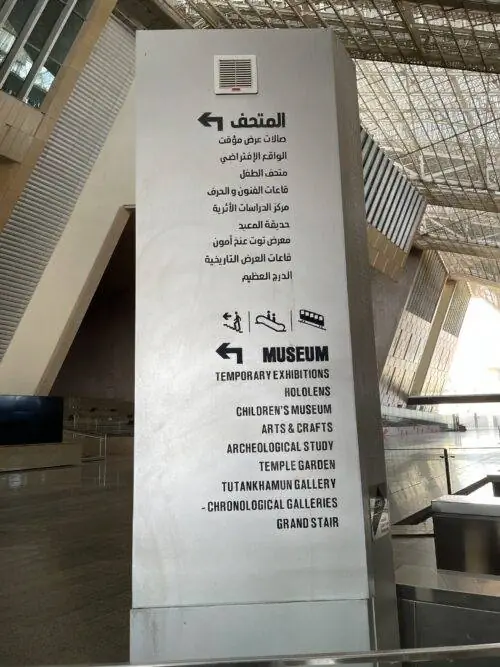 المتحف
صالات عرض مؤقت
الواقع الإفتراضي
متحف الطفل
قاعات الفنون و الحرف
مركز الدراسات الأثرية
حديقة المعبد
معرض توت عنخ أمون
قاعات العرض التاريخية
الدرج العظيم
MUSEUM
TEMPORARY EXHIBITIONS
HOLOLENS
CHILDREN'S MUSEUM
ARTS & CRAFTS
ARCHEOLOGICAL STUDY
TEMPLE GARDEN
TUTANKHAMUN GALLERY
- CHRONOLOGICAL GALLERIES
GRAND STAIR